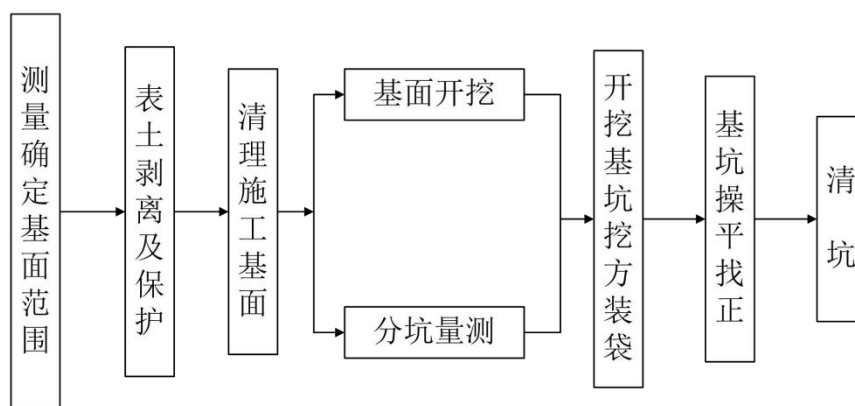 测量确定基面范围
表土剥离及保护
清理施工基面
基面开挖
分坑量测
开挖基坑挖方装袋
基坑操平找正
清坑